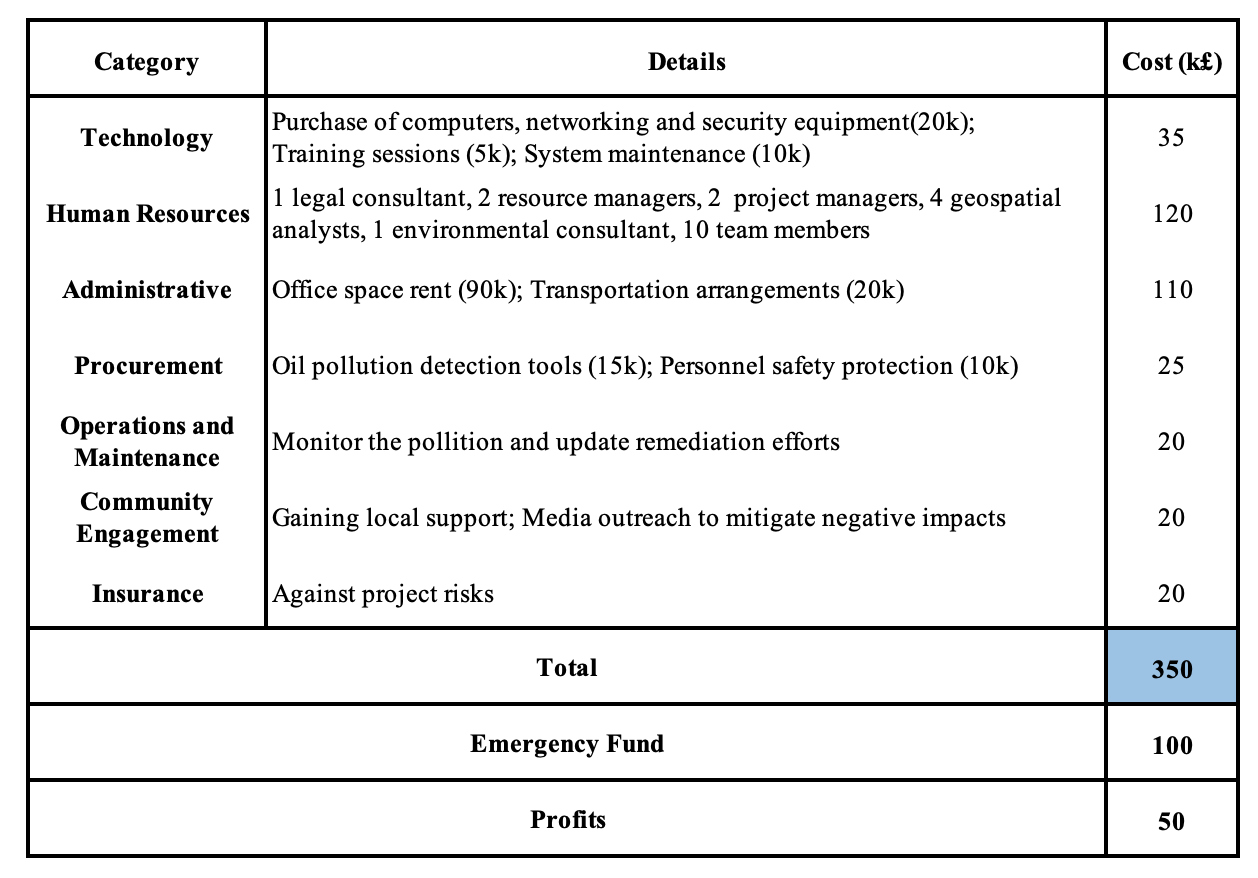 Category Details Cost (k£)
Technology
Purchase of computers, networking and security equipment(20k);
Training sessions (5k); System maintenance (10k)
35
Human Resources
1 legal consultant, 2 resource managers, 2 project managers, 4 geospatial
analysts, 1 environmental consultant, 10 team members
120
Administrative Office space rent (90k); Transportation arrangements (20k) 110
Procurement Oil pollution detection tools (15k); Personnel safety protection (10k) 25
Operations and
Maintenance
Monitor the pollition and update remediation efforts
20
Community
Engagement
Gaining local support; Media outreach to mitigate negative impacts
20
Insurance Against project risks 20
Total 350
Emergency Fund 100
Profits 50